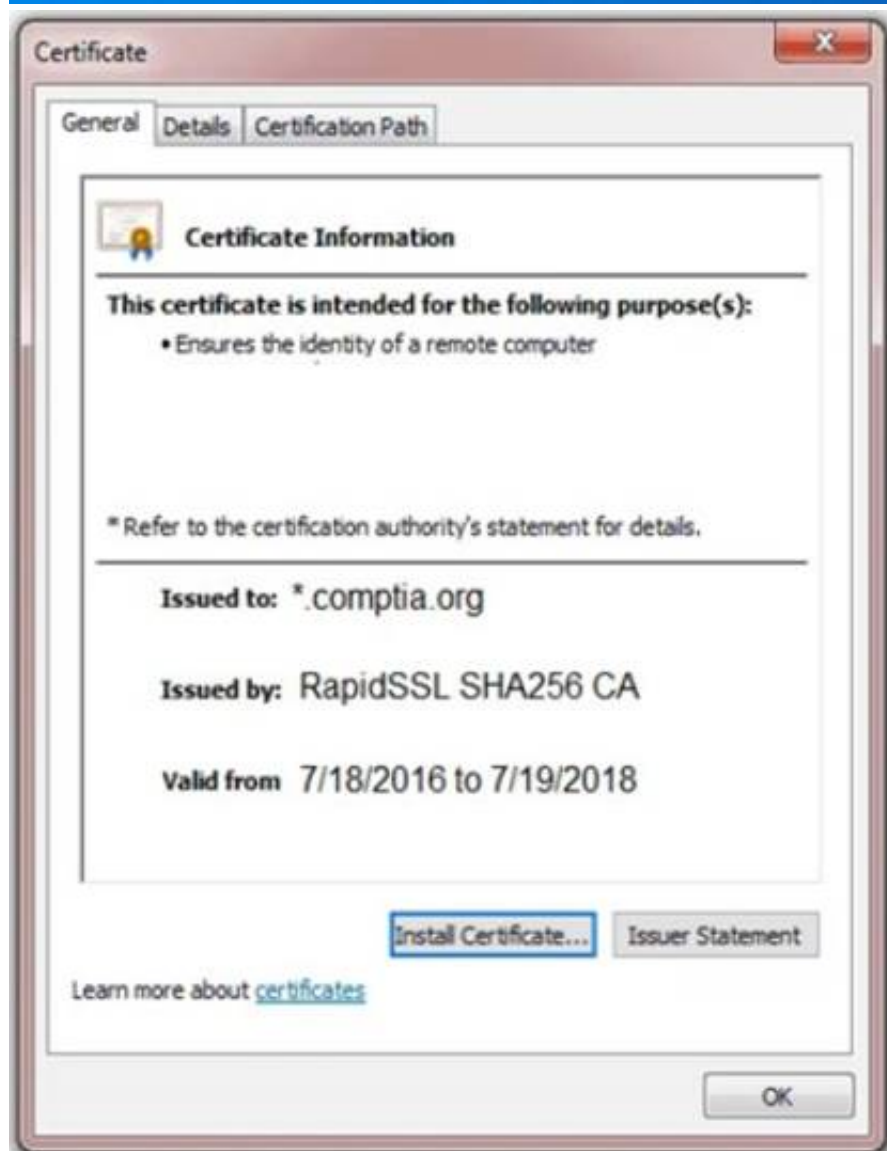 Certificate
General Details Certification Path
Certificate Information
This certificate is intended for the following purpose(s):
• Ensures the identity of a remote computer
* Refer to the certification authority's statement for details.
Issued to: *.comptia.org
Issued by: RapidSSL SHA256 CA
Valid from 7/18/2016 to 7/19/2018
Install Certificate... Issuer Statement
Learn more about certificates
OK